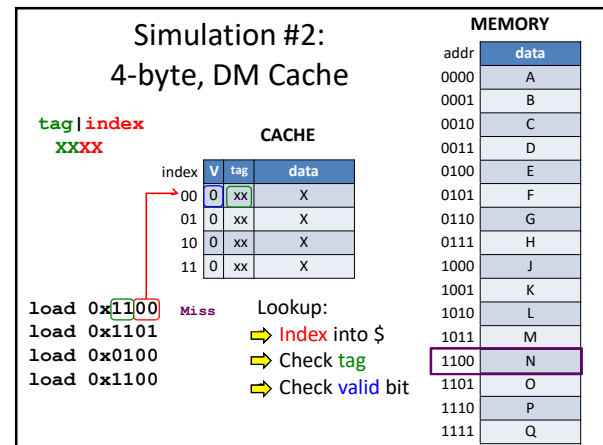 Simulation #2:
4-byte, DM Cache
tag|index
XXXX
CACHE
index V tag data
00 0 xx X
01 0 xx X
10 0 xx X
11 0 xx X
load 0x1100 Miss
load 0x1101
load 0x0100
load 0x1100
Lookup:
Index into $
Check tag
Check valid bit
MEMORY
addr data
0000 A
0001 B
0010 C
0011 D
0100 E
0101 F
0110 G
0111 H
1000 J
1001 K
1010 L
1011 M
1100 N
1101 O
1110 P
1111 Q